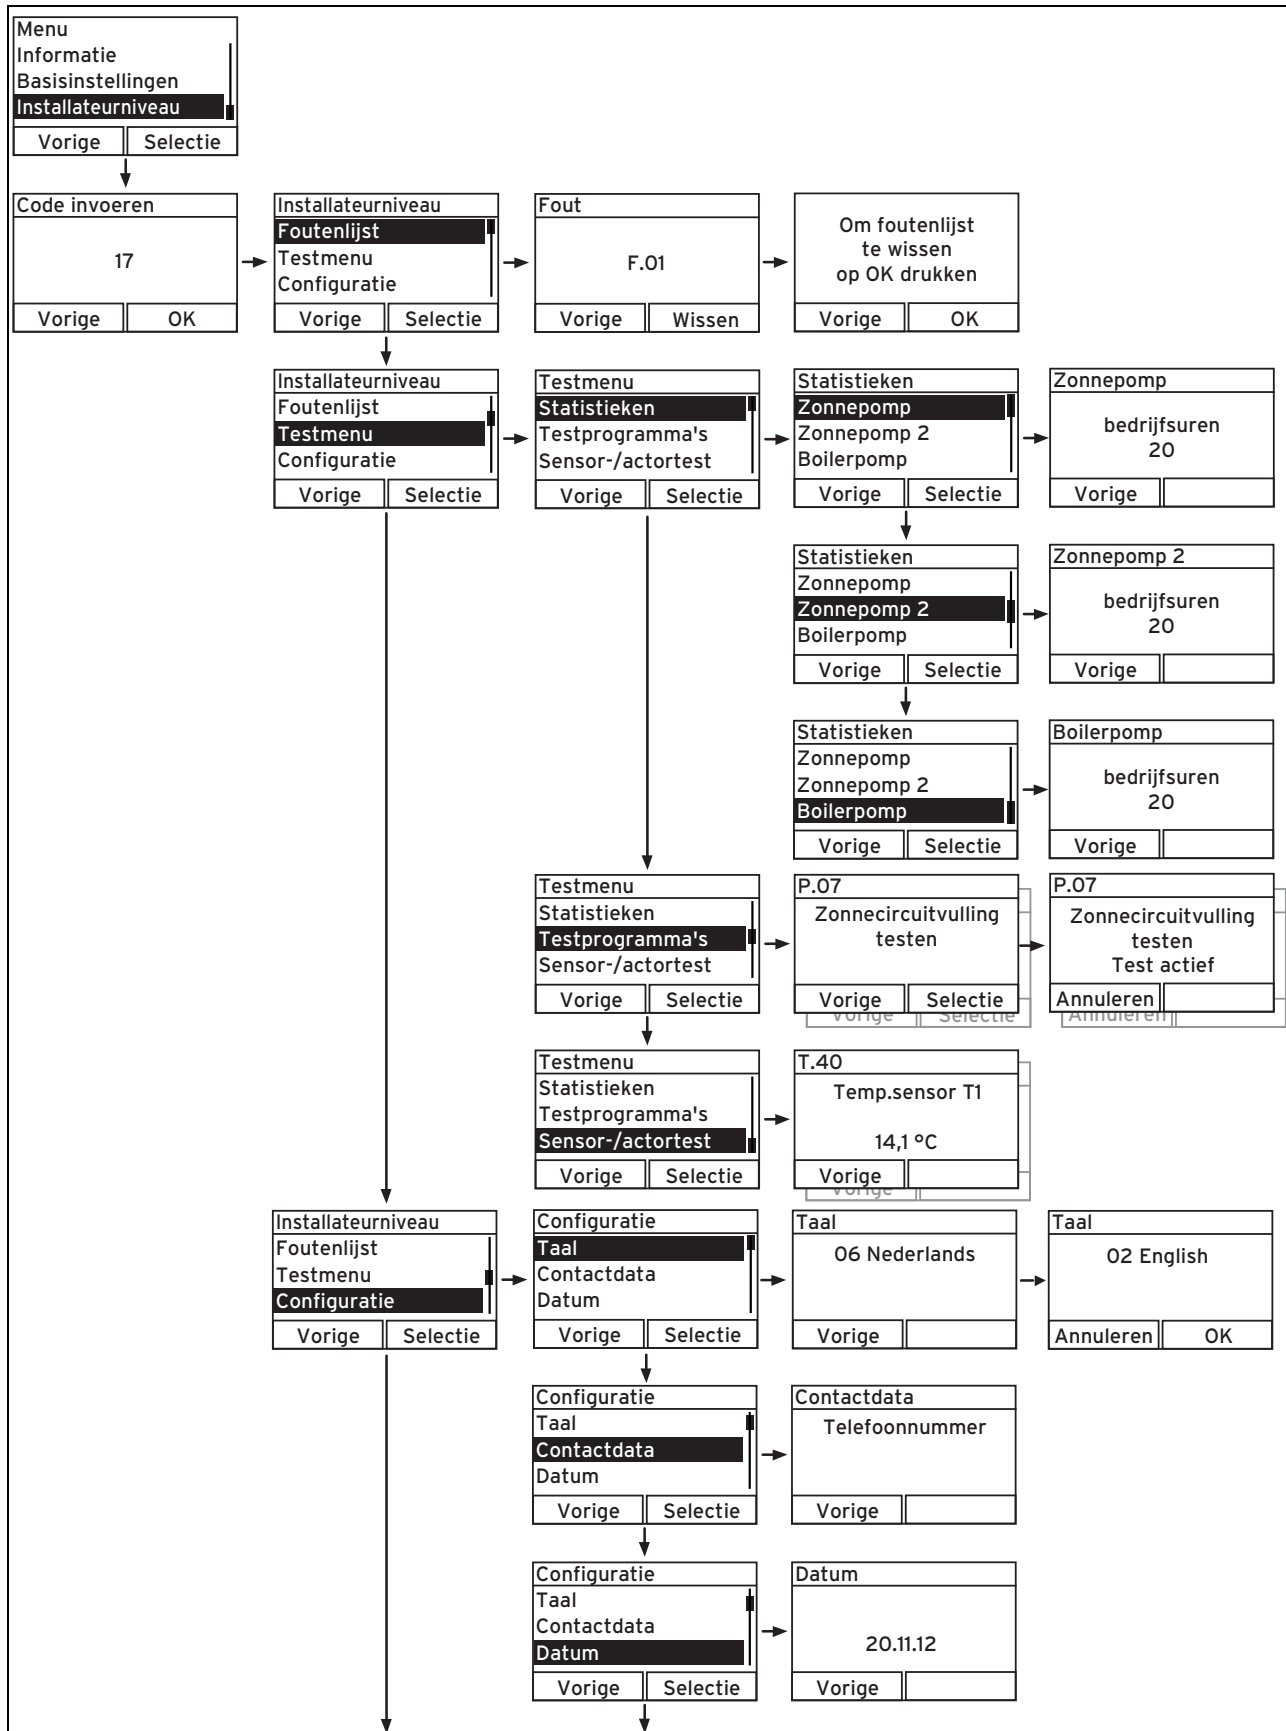 Menu
Informatie
Basisinstellingen
Installateurniveau
Vorige Selectie
Code invoeren
17
Vorige OK
Installateurniveau
Foutenlijst
Testmenu
Configuratie
Vorige Selectie
Fout
F.01
Vorige Wissen
Om foutenlijst
te wissen
op OK drukken
Vorige OK
Installateurniveau
Foutenlijst
Testmenu
Configuratie
Vorige Selectie
Testmenu
Statistieken
Testprogramma's
Sensor-/actortest
Vorige Selectie
Statistieken
Zonnepomp
Zonnepomp 2
Boilerpomp
Vorige Selectie
Zonnepomp
bedrijfsuren
20
Vorige
Statistieken
Zonnepomp
Zonnepomp 2
Boilerpomp
Vorige Selectie
Zonnepomp 2
bedrijfsuren
20
Vorige
Statistieken
Zonnepomp
Zonnepomp 2
Boilerpomp
Vorige Selectie
Boilerpomp
bedrijfsuren
20
Vorige
Testmenu
Statistieken
Testprogramma's
Sensor-/actortest
Vorige Selectie
P.07
Zonnecircuitvulling
testen
Vorige Selectie
Vorige Selectie
P.07
Zonnecircuitvulling
testen
Test actief
Annuleren
Annuleren
Testmenu
Statistieken
Testprogramma's
Sensor-/actortest
Vorige Selectie
T.40
Temp.sensor T1
14,1 °C
Vorige
Vorige
Installateurniveau
Foutenlijst
Testmenu
Configuratie
Vorige Selectie
Configuratie
Taal
Contactdata
Datum
Vorige Selectie
Taal
06 Nederlands
Vorige
Taal
02 English
Annuleren OK
Configuratie
Taal
Contactdata
Datum
Vorige Selectie
Contactdata
Telefoonnummer
Vorige
Configuratie
Taal
Contactdata
Datum
Vorige Selectie
Datum
20.11.12
Vorige